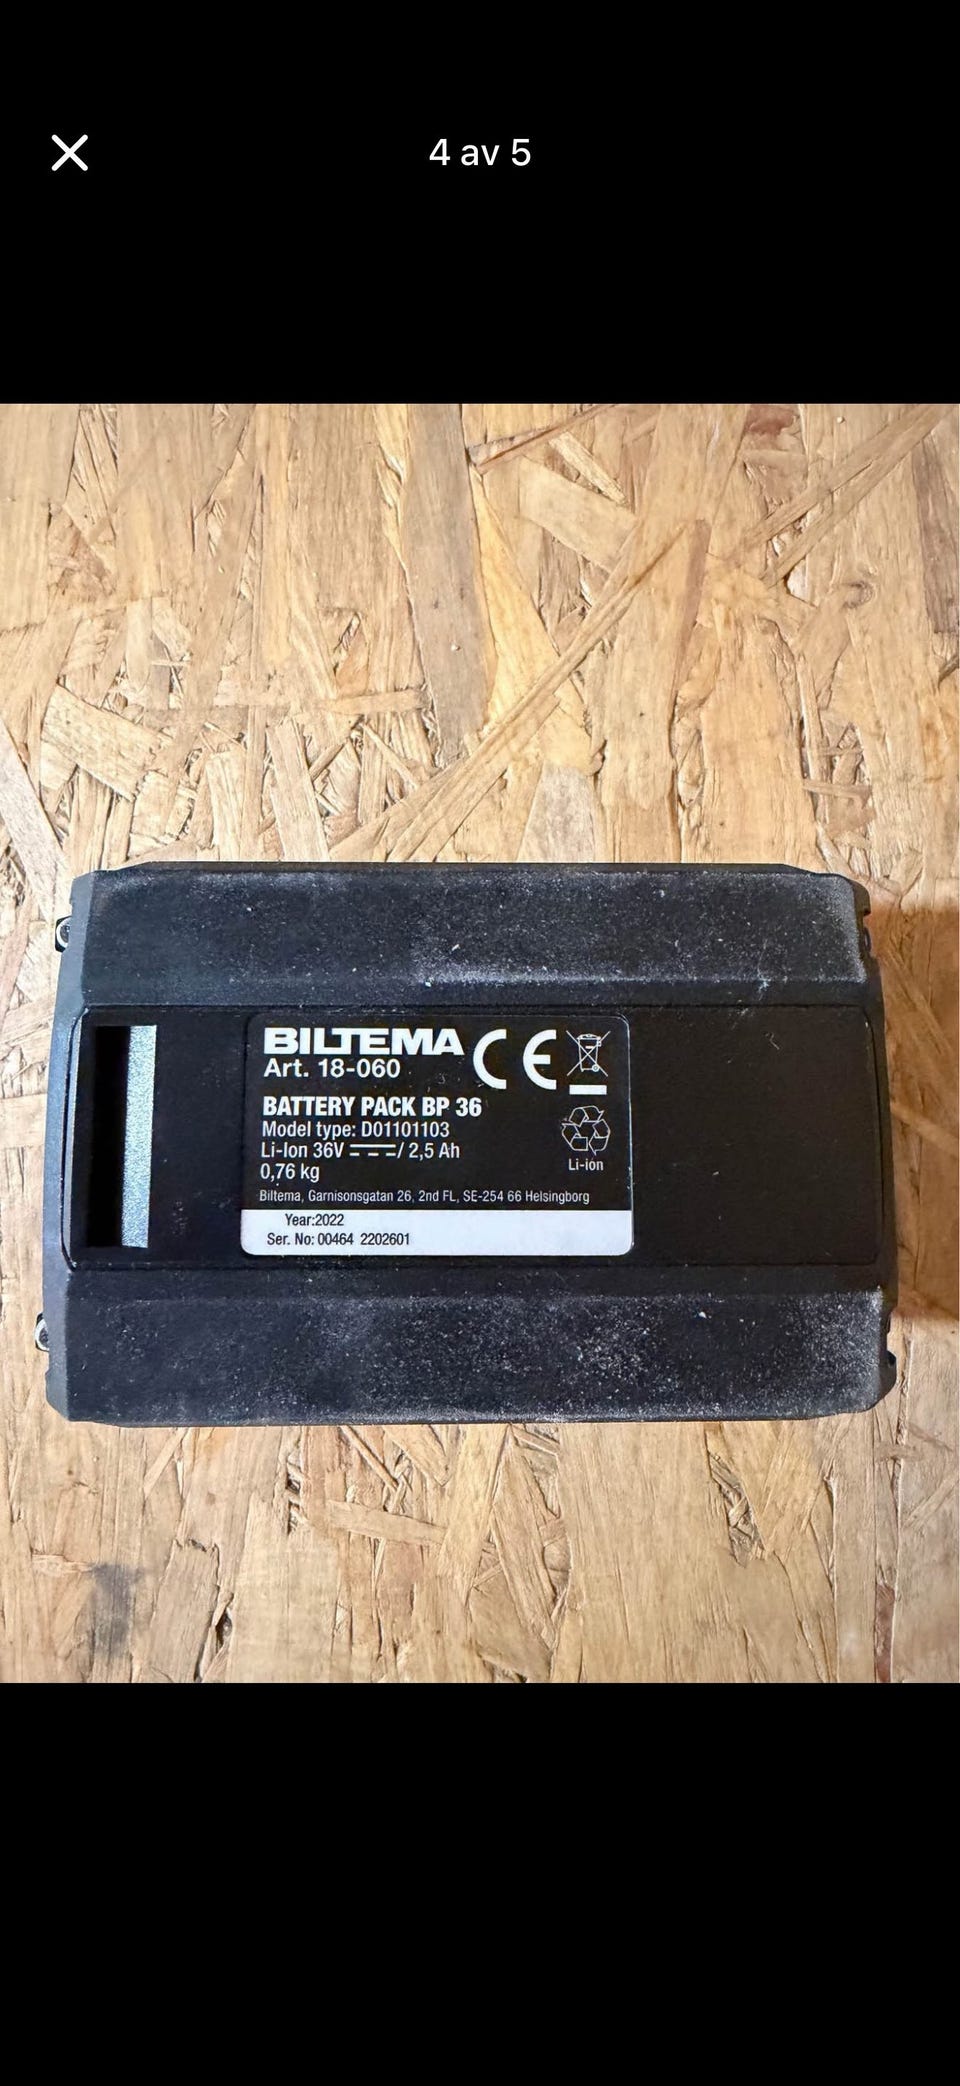 4 av 5
BILTEMA
Art. 18-060
BATTERY PACK BP 36
Model type: D01101103
Li-Ion 36V / 2,5 Ah
0,76 kg
Li-ion
Biltema, Garnisonsgatan 26, 2nd FL, SE-254 66 Helsingborg
Year:2022
Ser. No: 00464 2202601